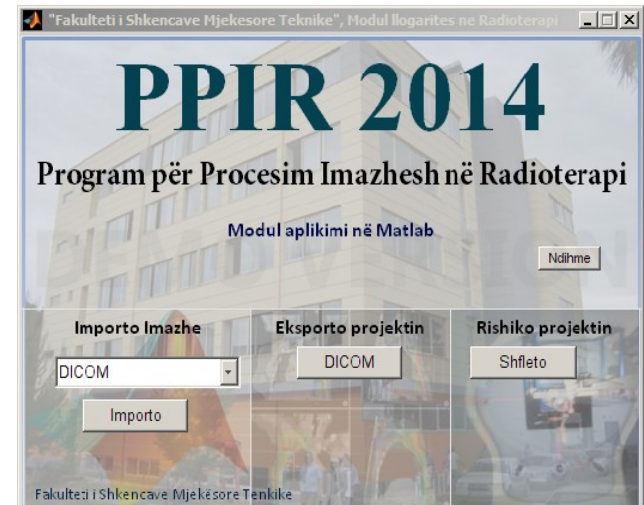 "Fakulteti i Shkencave Mjekesore Teknike", Modul llogarites ne Radioterapi
PPIR 2014
Program për Procesim Imazhesh në Radioterapi
Modul aplikimi në Matlab
Ndihme
Importo Imazhe
DICOM
Importo
Eksporto projektin
DICOM
Rishiko projektin
Shfleto
Fakulteti i Shkencave Mjekësore Tenkike